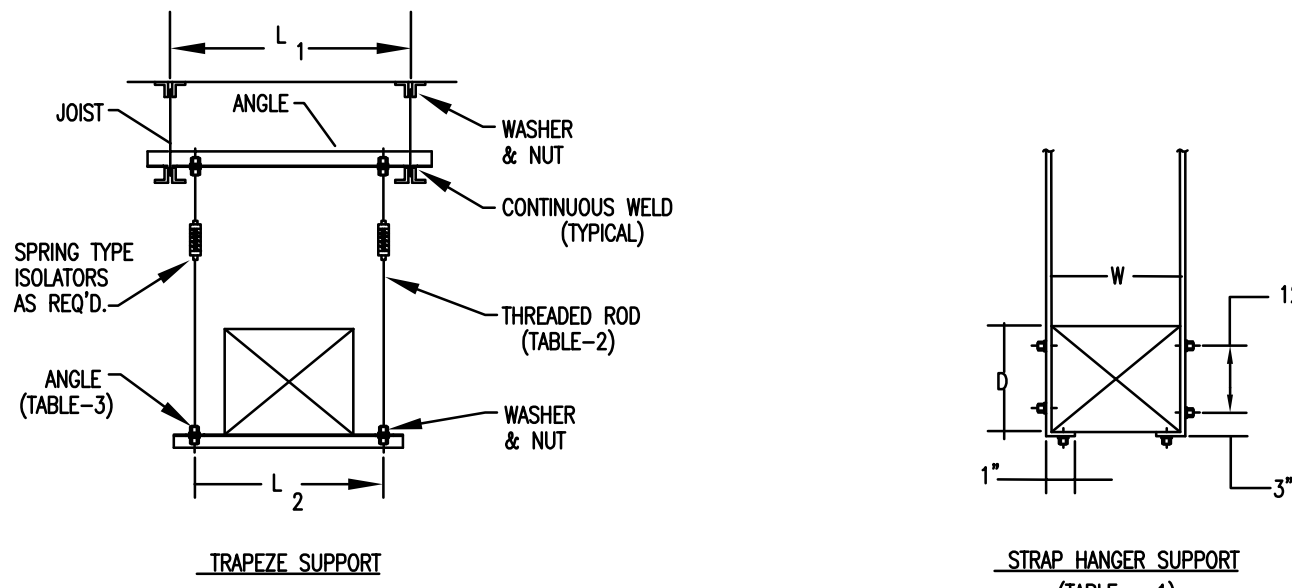 L 1
JOIST
ANGLE
WASHER
& NUT
CONTINUOUS WELD
(TYPICAL)
SPRING TYPE
ISOLATORS
AS REQ'D.
THREADED ROD
(TABLE-2)
ANGLE
(TABLE-3)
WASHER
& NUT
L 2
TRAPEZE SUPPORT
W
D
1"
3"
STRAP HANGER SUPPORT